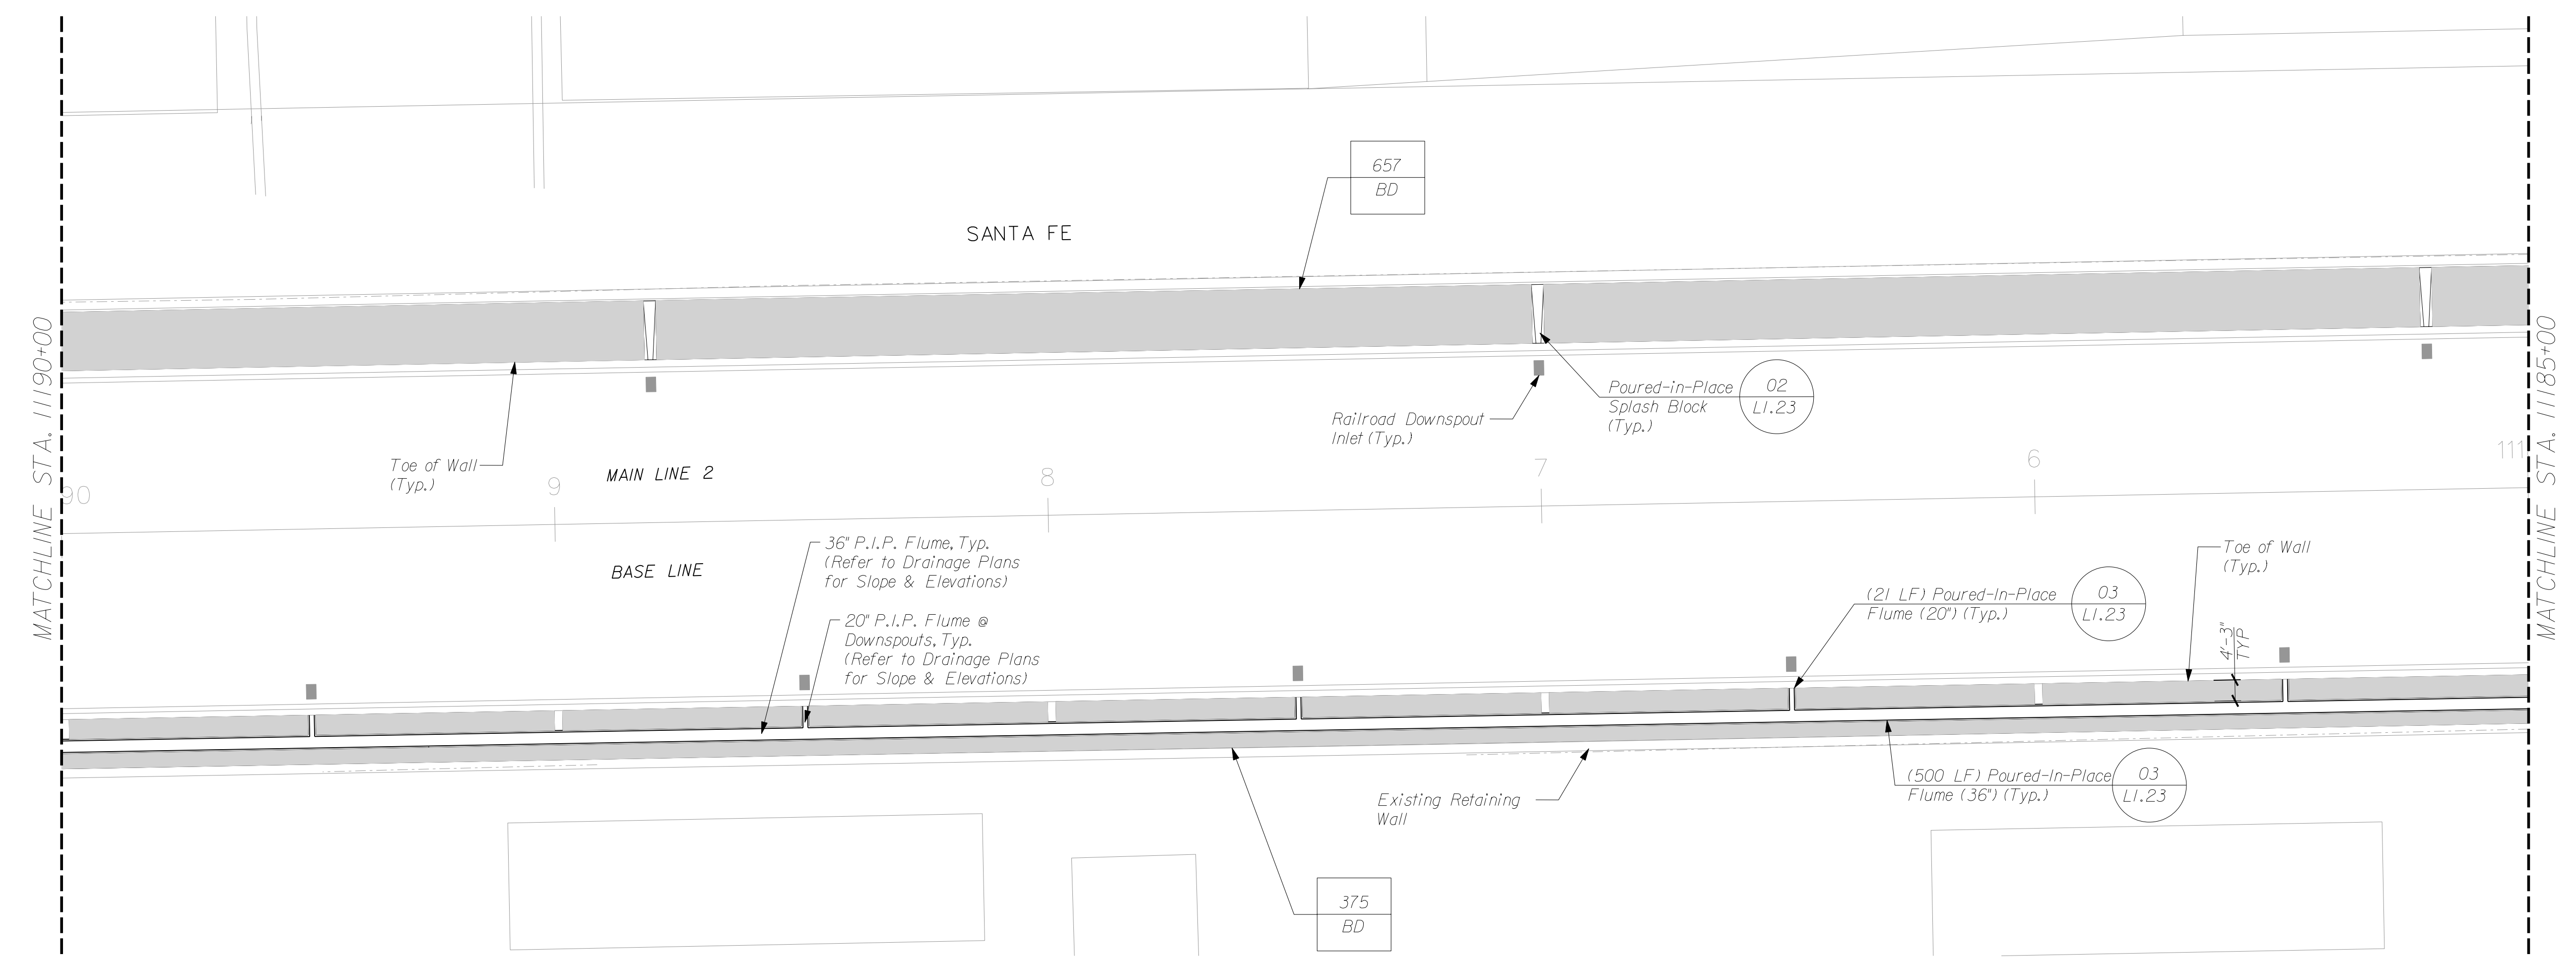 657
BD
SANTA FE
MATCHLINE STA. 11190+00
MATCHLINE STA. 11185+00
Poured-in-Place
Splash Block
(Typ.)
02
L1.23
Railroad Downspout
Inlet (Typ.)
Toe of Wall
(Typ.)
MAIN LINE 2
90
9
8
7
6
111
36" P.I.P. Flume, Typ.
(Refer to Drainage Plans
for Slope & Elevations)
BASE LINE
20" P.I.P. Flume @
Downspouts, Typ.
(Refer to Drainage Plans
for Slope & Elevations)
Toe of Wall
(Typ.)
(21 LF) Poured-In-Place
Flume (20") (Typ.)
03
L1.23
4'-3"
TYP
(500 LF) Poured-In-Place
Flume (36") (Typ.)
03
L1.23
Existing Retaining
Wall
375
BD